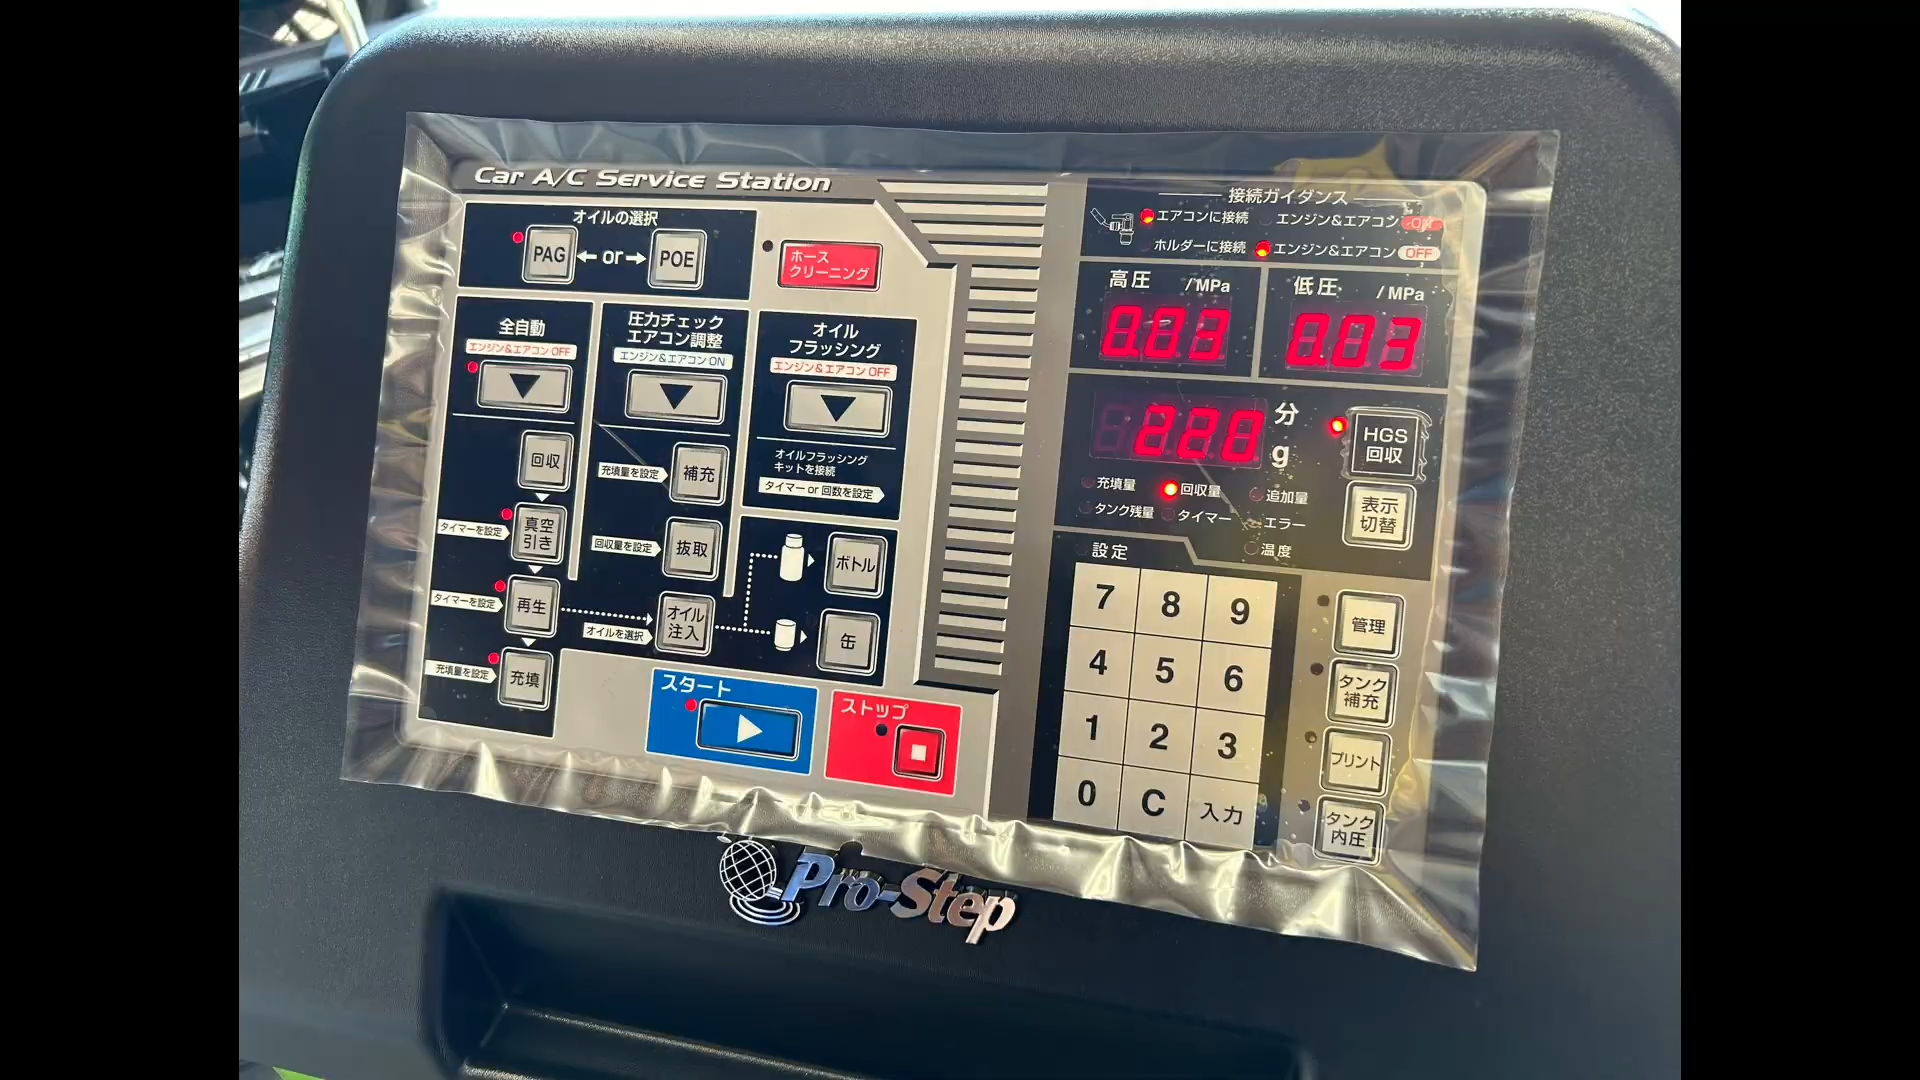 Car A/C Service Station
オイルの選択
PAG
or
POE
ホース
クリーニング
全自動
エンジン&エアコン OFF
圧力チェック
エアコン調整
エンジン&エアコン ON
オイル
フラッシング
エンジン&エアコン OFF
オイルフラッシング
キットを接続
タイマー or 回数を設定
回収
充填量を設定
補充
タイマーを設定
真空
引き
回収量を設定
抜取
ボトル
タイマーを設定
再生
オイルを選択
オイル
注入
缶
充填量を設定
充填
スタート
ストップ
接続ガイダンス
エアコンに接続
エンジン&エアコン ON
ホルダーに接続
エンジン&エアコン OFF
高圧 /MPa
低圧 /MPa
0.03
0.03
220
分
g
HGS
回収
充填量
回収量
追加量
タンク残量
タイマー
エラー
温度
表示
切替
設定
7 8 9
4 5 6
1 2 3
0 C 入力
管理
タンク
補充
プリント
タンク
内圧
Pro-Step